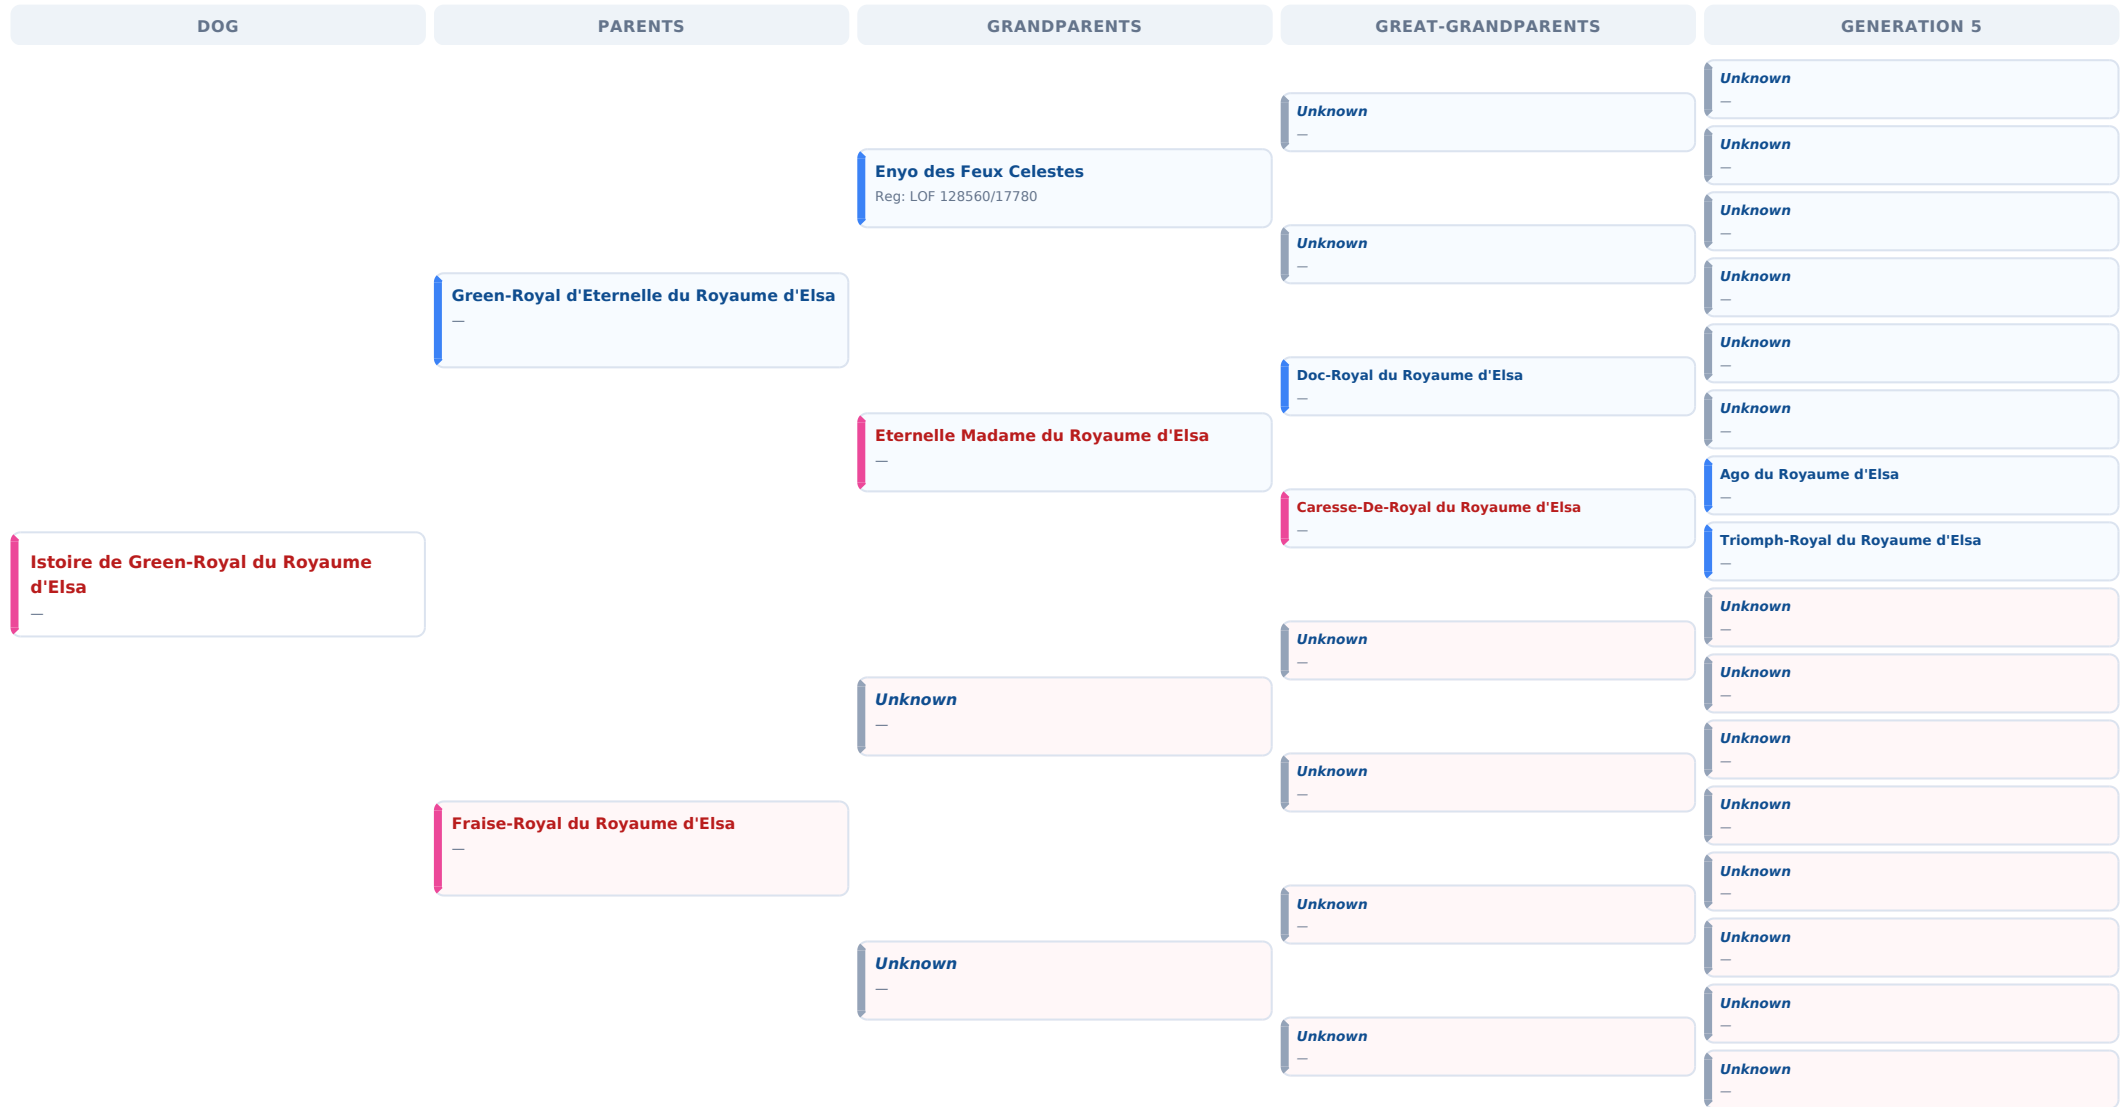 DOG
PARENTS
GRANDPARENTS
GREAT-GRANDPARENTS
GENERATION 5
Istoire de Green-Royal du Royaume
d'Elsa
—
Green-Royal d'Eternelle du Royaume d'Elsa
—
Fraise-Royal du Royaume d'Elsa
—
Enyo des Feux Celestes
Reg: LOF 128560/17780
Eternelle Madame du Royaume d'Elsa
—
Unknown
—
Unknown
—
Unknown
—
Unknown
—
Doc-Royal du Royaume d'Elsa
—
Caresse-De-Royal du Royaume d'Elsa
—
Unknown
—
Unknown
—
Unknown
—
Unknown
—
Unknown
—
Unknown
—
Unknown
—
Unknown
—
Unknown
—
Unknown
—
Ago du Royaume d'Elsa
—
Triomph-Royal du Royaume d'Elsa
—
Unknown
—
Unknown
—
Unknown
—
Unknown
—
Unknown
—
Unknown
—
Unknown
—
Unknown
—